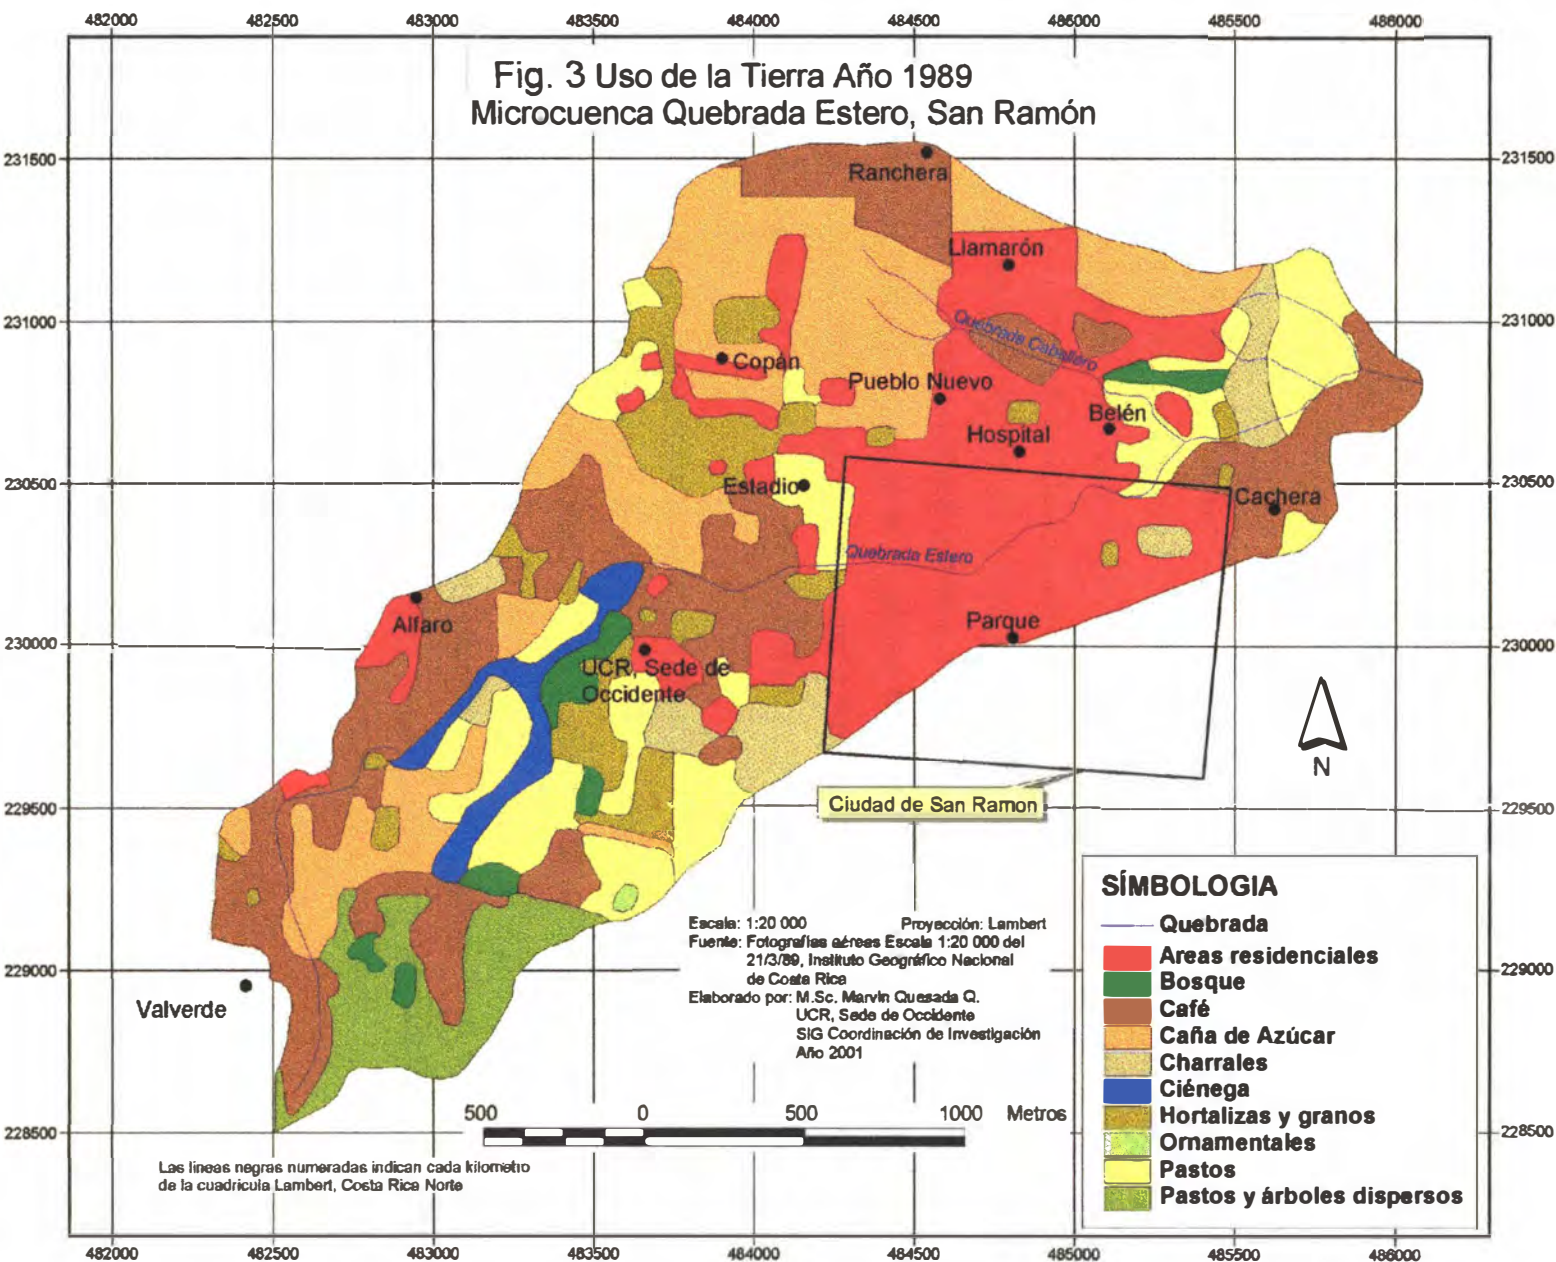 482000 482500 483000 483500 484000 484500 485000 485500 486000
Fig. 3 Uso de la Tierra Año 1989
Microcuenca Quebrada Estero, San Ramón
231500 231500
Ranchera
Llamarón
231000 231000
Quebrada Caballero
Copán
Pueblo Nuevo
Belén
Hospital
230500 230500
Estadio
Cachera
Quebrada Estero
Alfaro
Parque
230000 230000
UCR, Sede de
Occidente
N
229500 229500
Ciudad de San Ramon
SÍMBOLOGIA
Quebrada
Areas residenciales
Bosque
Café
Caña de Azúcar
Charrales
Ciénega
Hortalizas y granos
Ornamentales
Pastos
Pastos y árboles dispersos
Escala: 1:20 000 Proyección: Lambert
Fuente: Fotografías aéreas Escala 1:20 000 del
21/3/89, Instituto Geográfico Nacional
de Costa Rica
Elaborado por: M.Sc. Marvin Quesada Q.
UCR, Sede de Occidente
SIG Coordinación de Investigación
Año 2001
229000 229000
Valverde
500 0 500 1000 Metros
228500 228500
Las lineas negras numeradas indican cada kilometro
de la cuadricula Lambert, Costa Rica Norte
482000 482500 483000 483500 484000 484500 485000 485500 486000